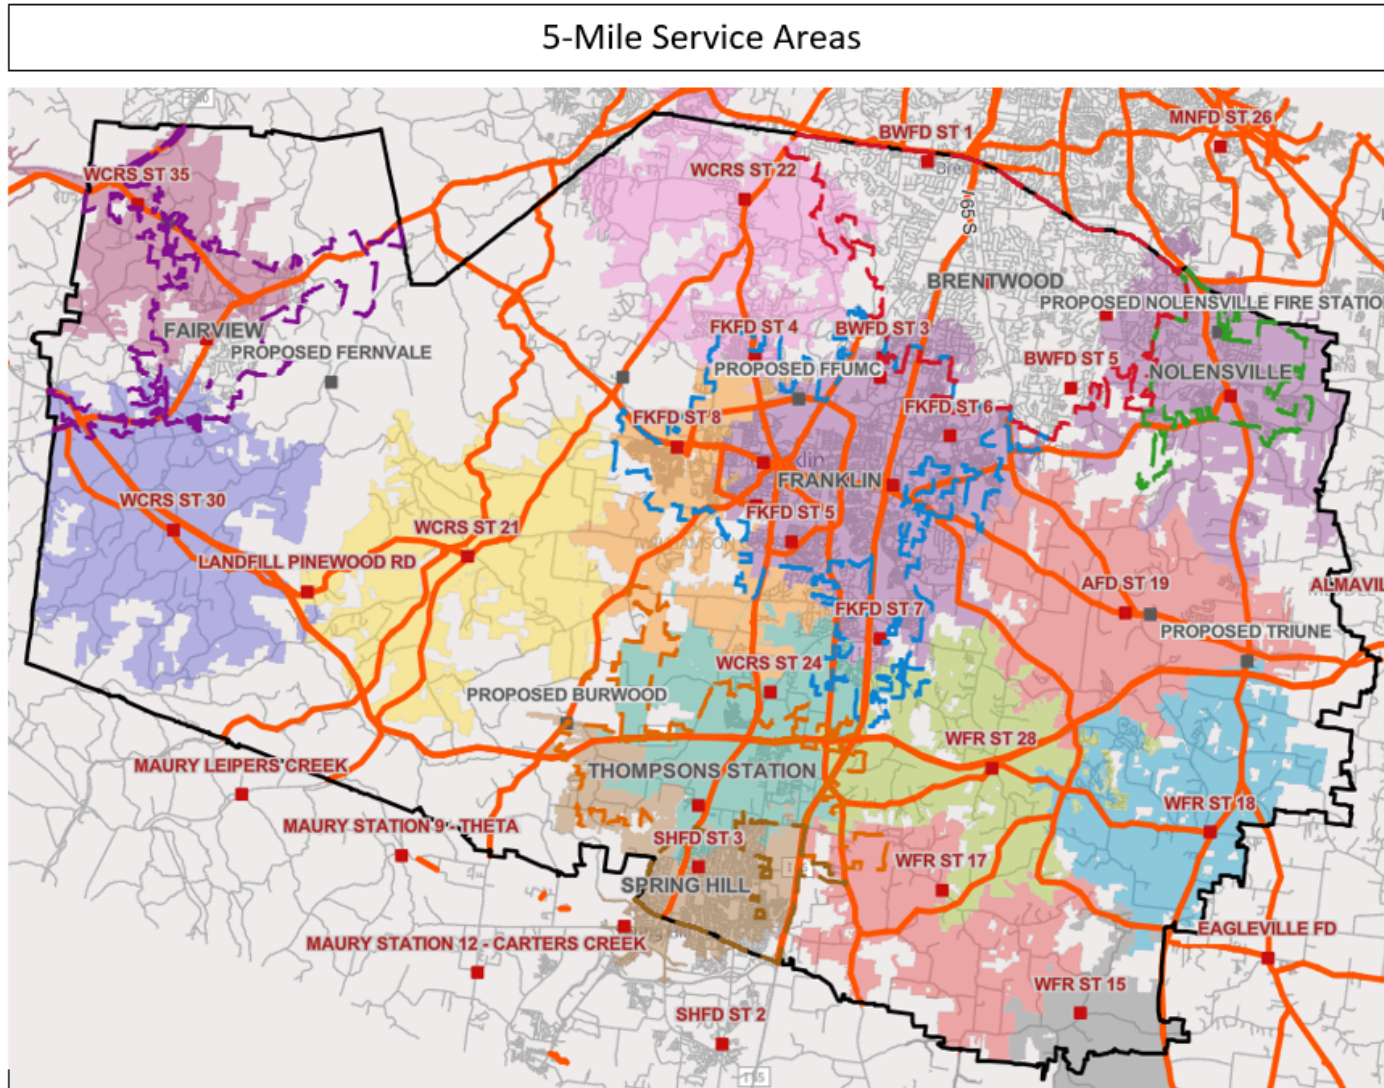 5-Mile Service Areas
MNFD ST 26
BWFD ST 1
WCRS ST 22
WCRS ST 35
I 65 S
BRENTWOOD
PROPOSED NOLENSVILLE FIRE STATIO
FAIRVIEW
PROPOSED FERNVALE
FKFD ST 4
BWFD ST 3
PROPOSED FFUMC
BWFD ST 5
NOLENSVILLE
FKFD ST 8
FKFD ST 6
FRANKLIN
WCRS ST 30
WCRS ST 21
FKFD ST 5
LANDFILL PINEWOOD RD
AFD ST 19
ALMAVIL
FKFD ST 7
PROPOSED TRIUNE
WCRS ST 24
PROPOSED BURWOOD
WFR ST 28
MAURY LEIPERS CREEK
THOMPSONS STATION
WFR ST 18
MAURY STATION 9 - THETA
SHFD ST 3
WFR ST 17
SPRING HILL
EAGLEVILLE FD
MAURY STATION 12 - CARTERS CREEK
WFR ST 15
SHFD ST 2